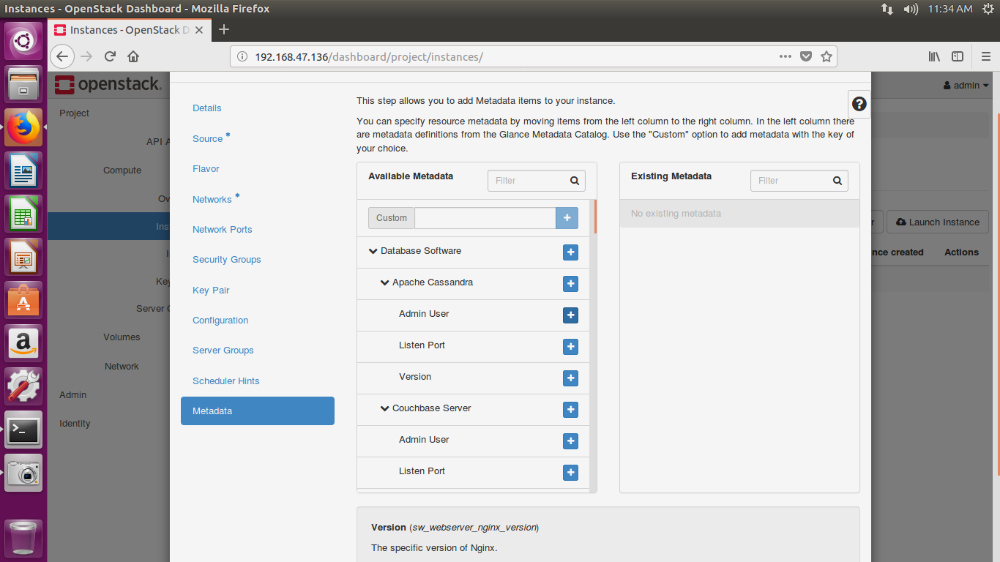 Instances - OpenStack Dashboard - Mozilla Firefox
11:34 AM
Instances - OpenStack D
192.168.47.136/dashboard/project/instances/
openstack.
admin
Project
API A
Compute
Ov
Ins
I
Key
Server G
Volumes
Network
Admin
Identity
Details
Source *
Flavor
Networks *
Network Ports
Security Groups
Key Pair
Configuration
Server Groups
Scheduler Hints
Metadata
This step allows you to add Metadata items to your instance.
You can specify resource metadata by moving items from the left column to the right column. In the left column there
are metadata definitions from the Glance Metadata Catalog. Use the "Custom" option to add metadata with the key of
your choice.
Available Metadata
Filter
Custom
Database Software
Apache Cassandra
Admin User
Listen Port
Version
Couchbase Server
Admin User
Listen Port
Existing Metadata
Filter
No existing metadata
Version (sw_webserver_nginx_version)
The specific version of Nginx.
r
Launch Instance
nce created
Actions